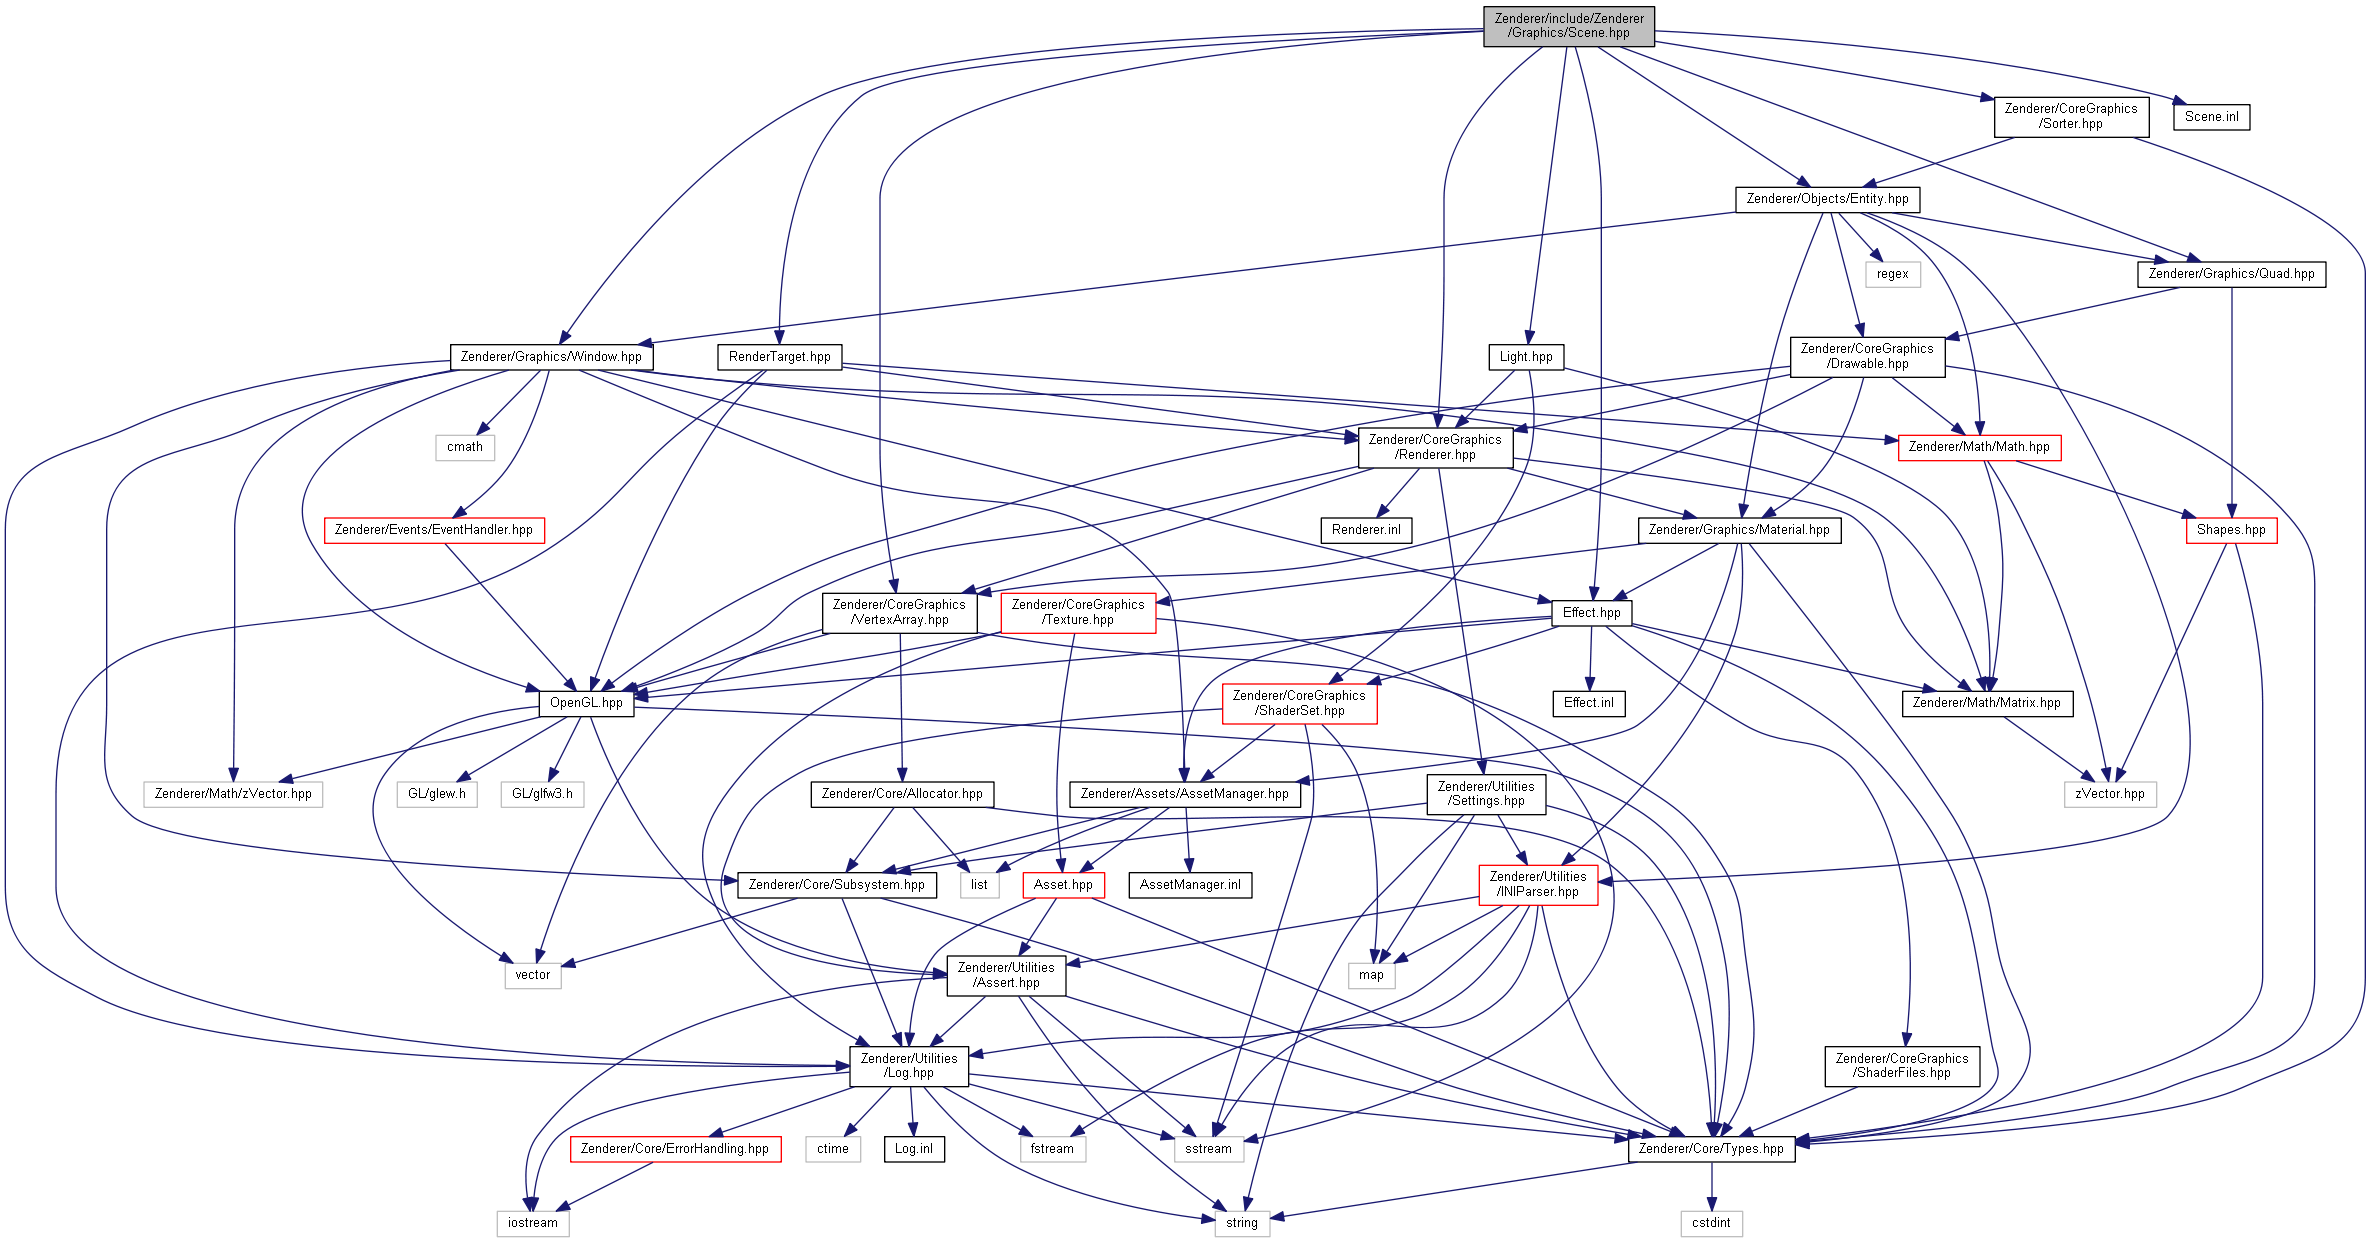 Zenderer/include/Zenderer
/Graphics/Scene.hpp
Zenderer/CoreGraphics
/Sorter.hpp
Scene.inl
Zenderer/Objects/Entity.hpp
regex
Zenderer/Graphics/Quad.hpp
Zenderer/Graphics/Window.hpp
RenderTarget.hpp
Light.hpp
Zenderer/CoreGraphics
/Drawable.hpp
cmath
Zenderer/CoreGraphics
/Renderer.hpp
Zenderer/Math/Math.hpp
Zenderer/Events/EventHandler.hpp
Renderer.inl
Zenderer/Graphics/Material.hpp
Shapes.hpp
Zenderer/CoreGraphics
/VertexArray.hpp
Zenderer/CoreGraphics
/Texture.hpp
Effect.hpp
OpenGL.hpp
Zenderer/CoreGraphics
/ShaderSet.hpp
Effect.inl
Zenderer/Math/Matrix.hpp
Zenderer/Math/zVector.hpp
GL/glew.h
GL/glfw3.h
Zenderer/Core/Allocator.hpp
Zenderer/Assets/AssetManager.hpp
Zenderer/Utilities
/Settings.hpp
zVector.hpp
Zenderer/Core/Subsystem.hpp
list
Asset.hpp
AssetManager.inl
Zenderer/Utilities
/INIParser.hpp
vector
Zenderer/Utilities
/Assert.hpp
map
Zenderer/Utilities
/Log.hpp
Zenderer/CoreGraphics
/ShaderFiles.hpp
Zenderer/Core/ErrorHandling.hpp
ctime
Log.inl
fstream
sstream
Zenderer/Core/Types.hpp
iostream
string
cstdint